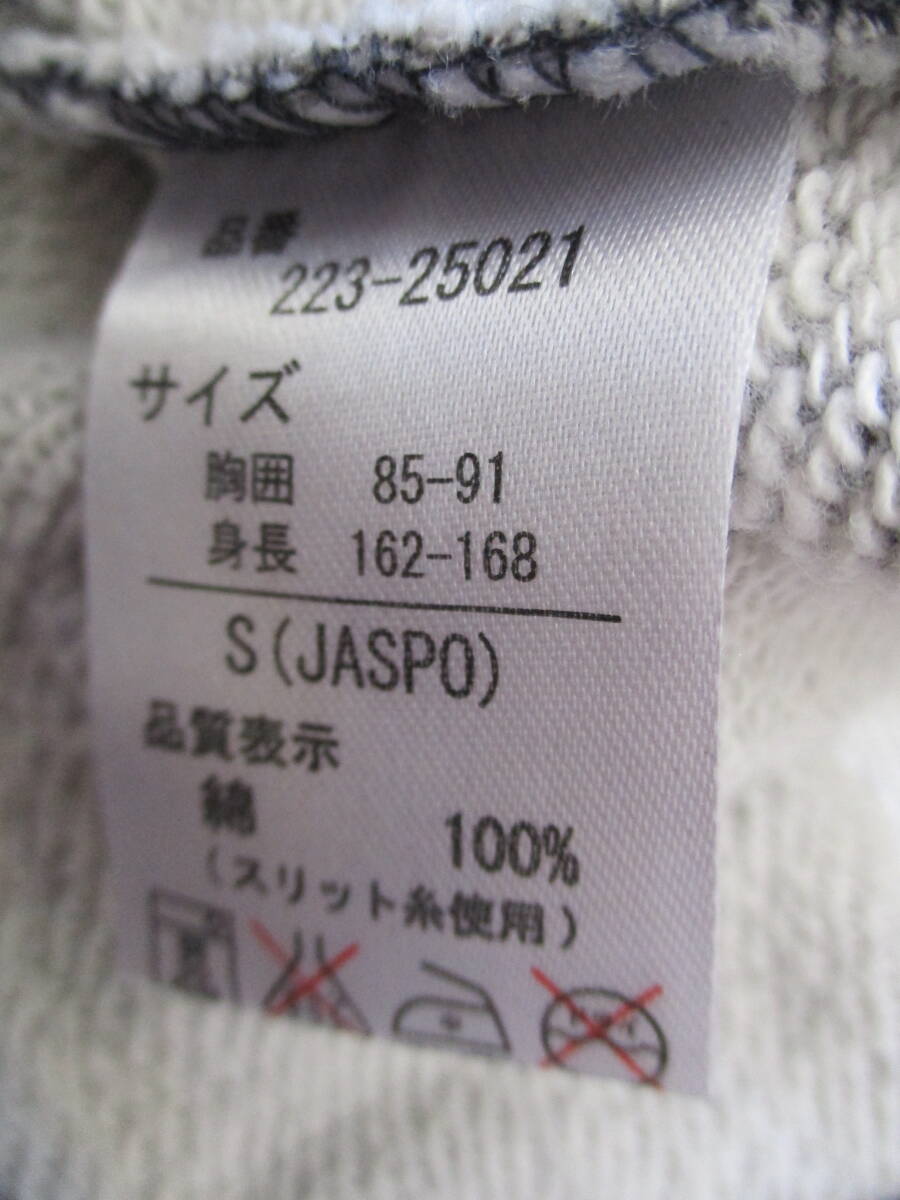 品番
223-25021
サイズ
胸囲 85-91
身長 162-168
S(JASPO)
品質表示
綿 100%
(スリット糸使用)